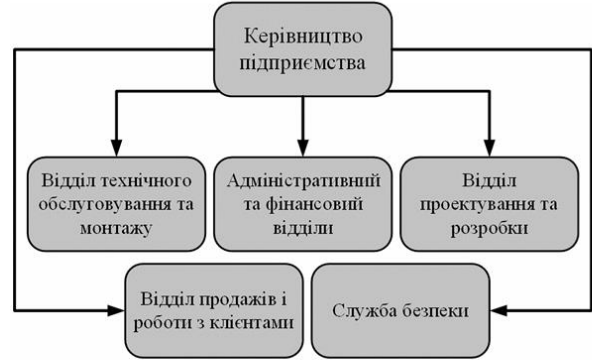 Керівництво
підприємства
Відділ технічного
обслуговування та
монтажу
Адміністративний
та фінансовий
відділи
Відділ
проектування та
розробки
Відділ продажів і
роботи з клієнтами
Служба безпеки